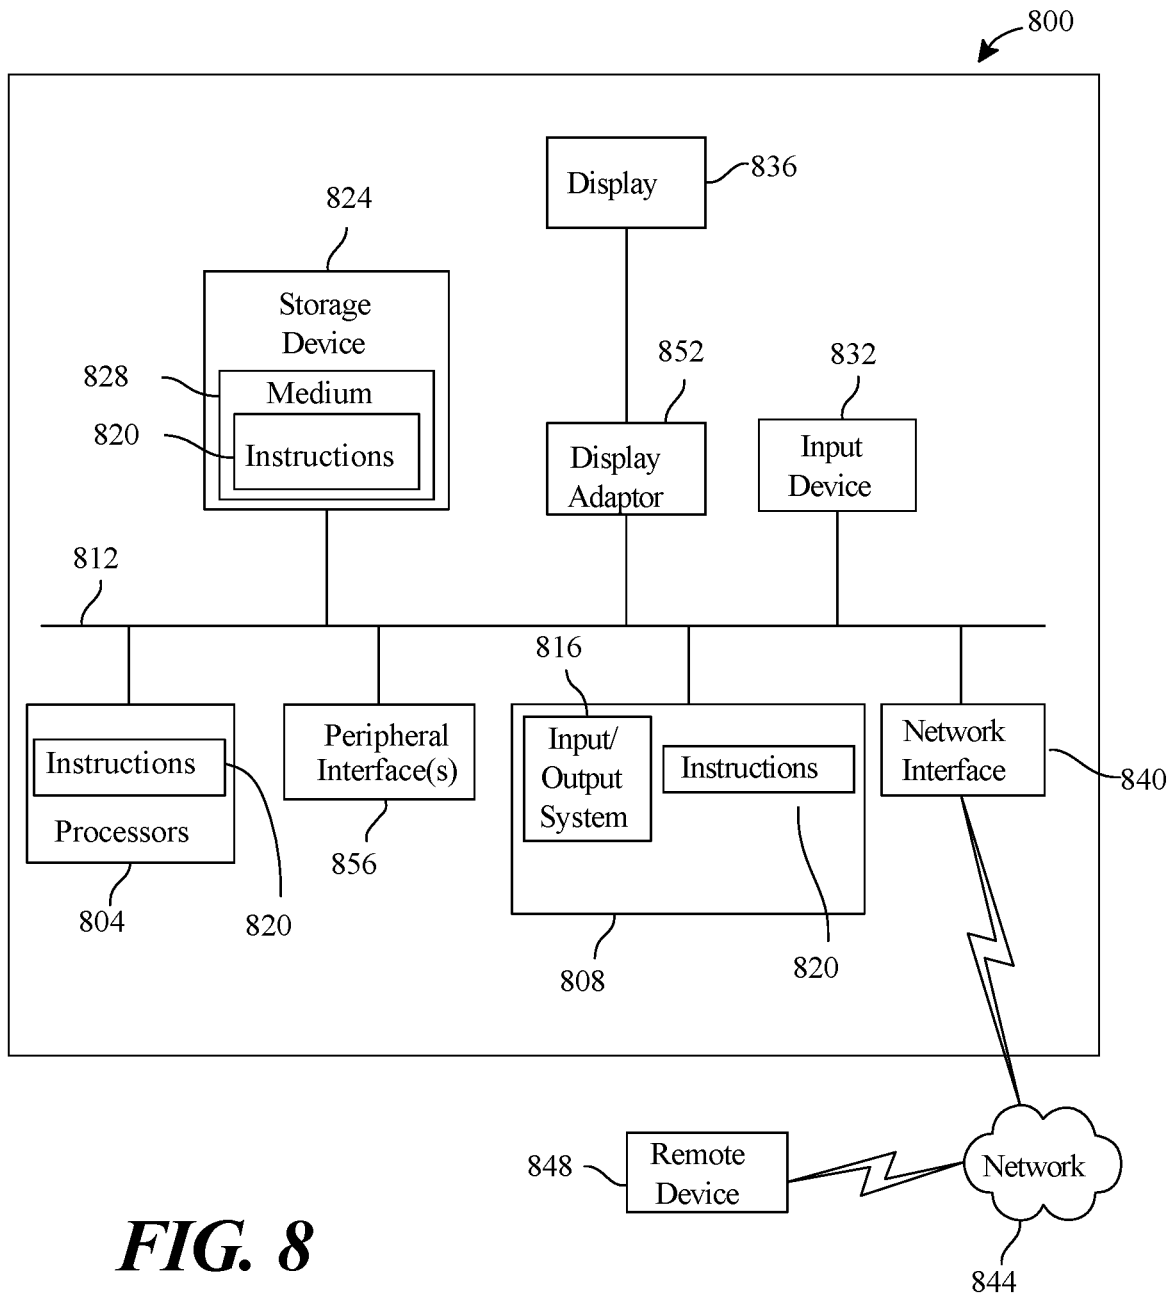 800
Display
836
824
Storage
Device
828
Medium
820
Instructions
852
Display
Adaptor
832
Input
Device
812
Instructions
Processors
804
820
Peripheral
Interface(s)
856
816
Input/
Output
System
Instructions
808
820
Network
Interface
840
848
Remote
Device
Network
844
FIG. 8